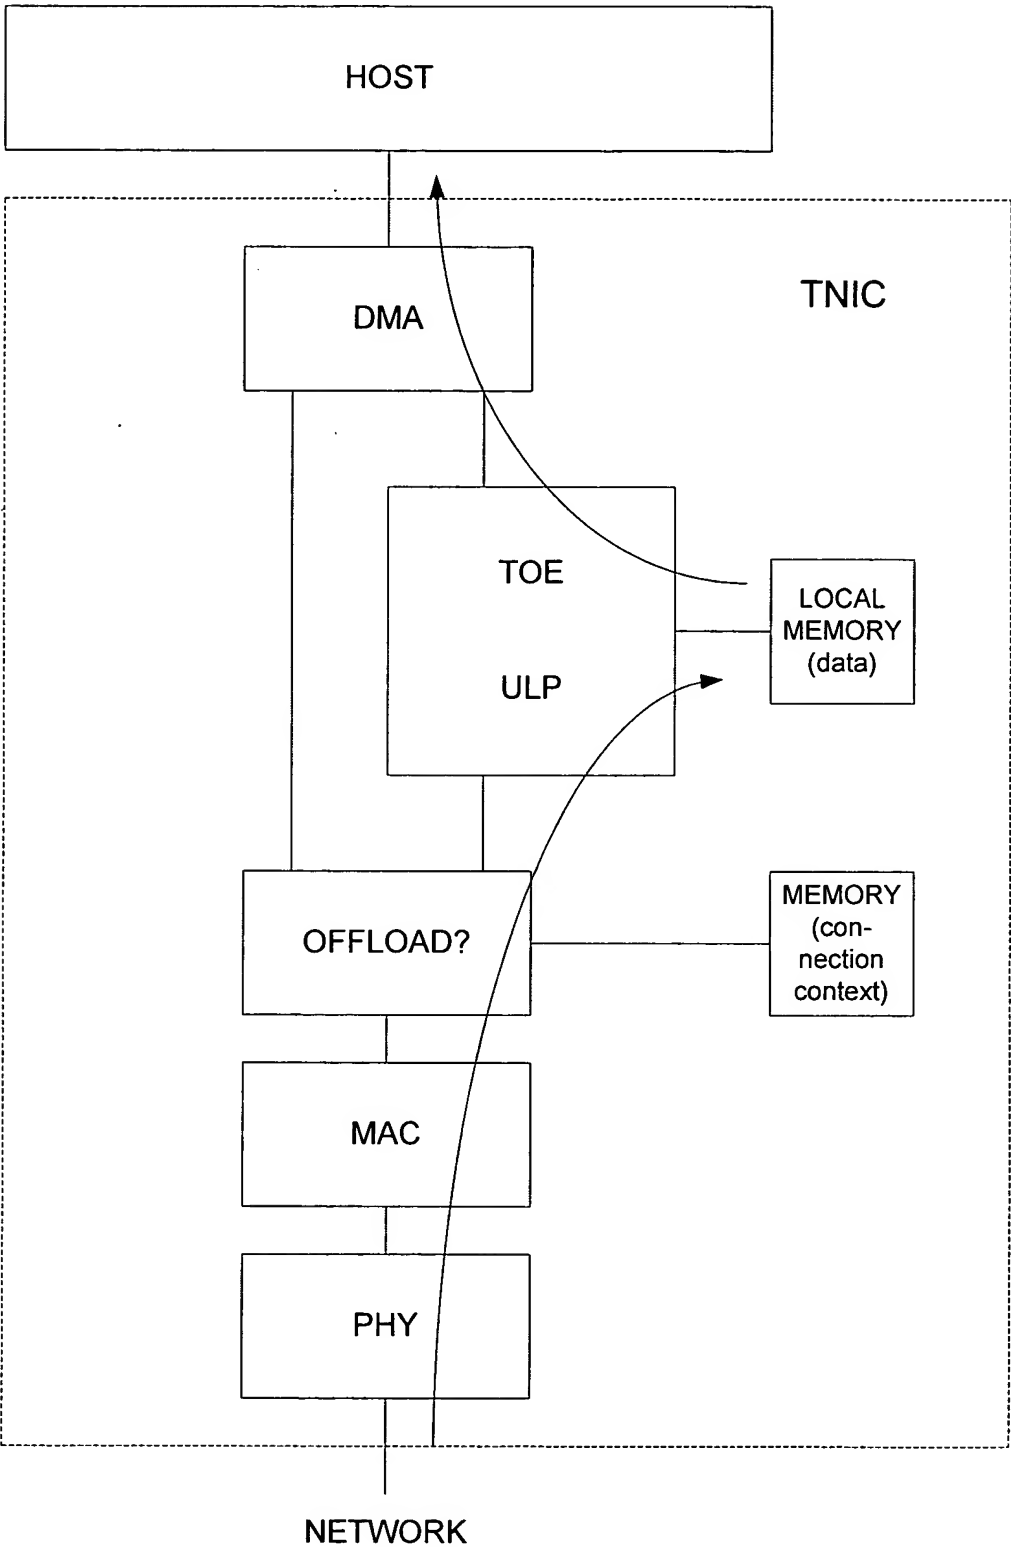 HOST
TNIC
DMA
TOE
ULP
LOCAL
MEMORY
(data)
OFFLOAD?
MEMORY
(con-
nection
context)
MAC
PHY
NETWORK